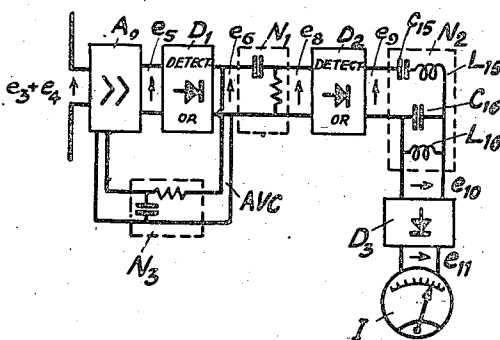 A₉ e₅ D₁ e₆ N₁ e₈ D₂ e₉ C₁₅ N₂
DETECT OR
DETECT OR
L₁₅
C₁₆
L₁₆
e₃+e₄
AVC
N₃
e₁₀
D₃
e₁₁
I